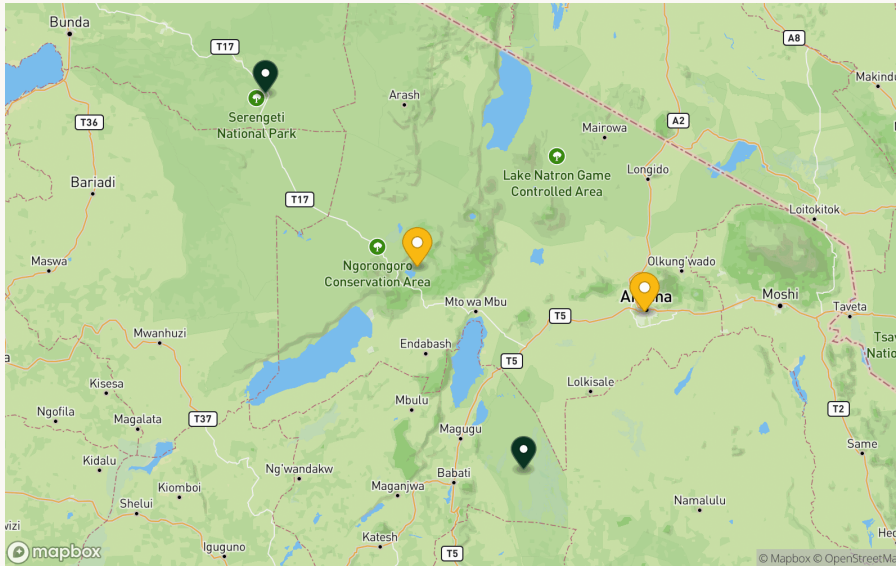 Bunda
T17
A8
Makindu
Arash
Serengeti
National Park
T36
Mairowa
A2
Lake Natron Game
Controlled Area
Longido
Bariadi
T17
Loitokitok
Maswa
Ngorongoro
Conservation Area
Olkung'wado
Mto wa Mbu
Moshi
T5
Taveta
Mwanhuzi
Endabash
T5
Nation
Kisesa
Mbulu
Lolkisale
Ngofila
Magalata
T37
Magugu
T2
Same
Kidalu
Ng'wandakw
Babati
Kiomboi
Maganjwa
Shelui
Namalulu
Iguguno
Katesh
T5
mapbox
© Mapbox © OpenStreetMa